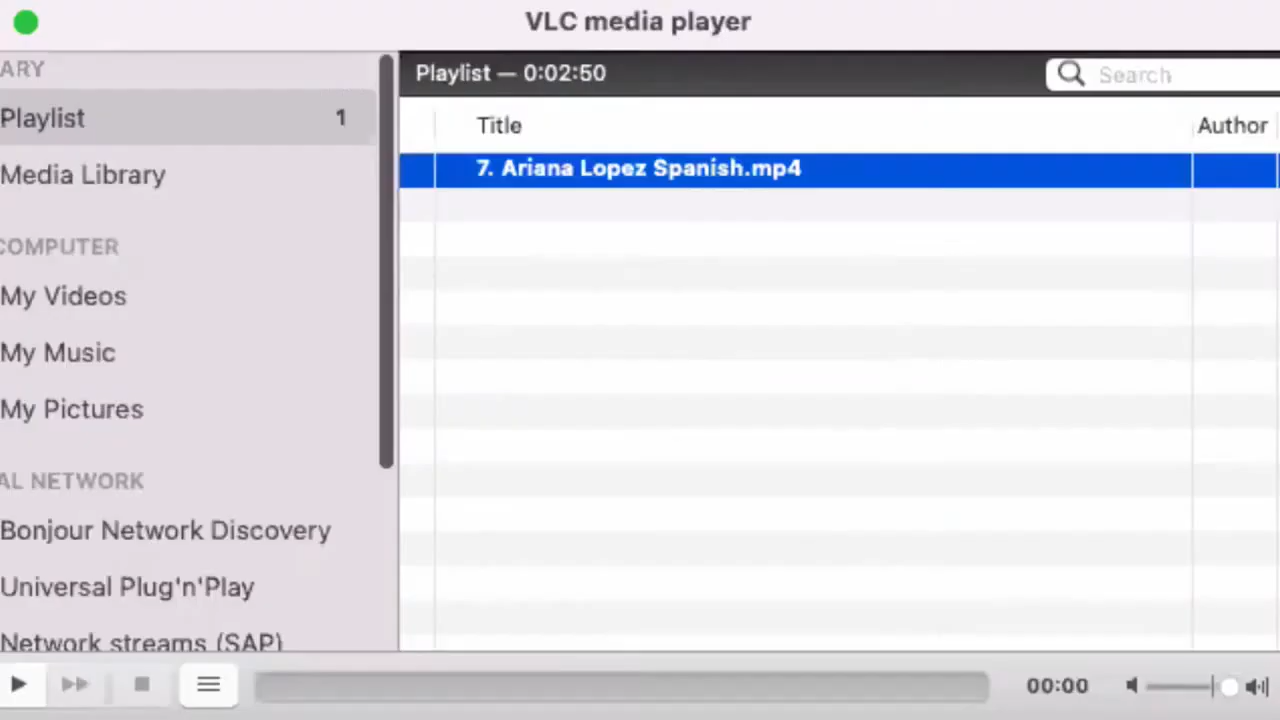 VLC media player
ARY
Playlist 1
Media Library
COMPUTER
My Videos
My Music
My Pictures
AL NETWORK
Bonjour Network Discovery
Universal Plug'n'Play
Network streams (SAP)
Playlist — 0:02:50
Search
Title Author
7. Ariana Lopez Spanish.mp4
00:00